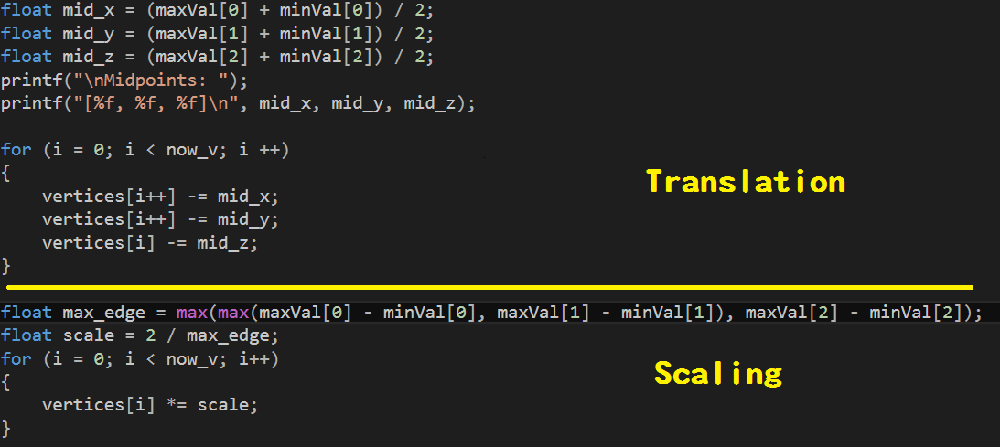 float mid_x = (maxVal[0] + minVal[0]) / 2;
float mid_y = (maxVal[1] + minVal[1]) / 2;
float mid_z = (maxVal[2] + minVal[2]) / 2;
printf("\nMidpoints: ");
printf("[%f, %f, %f]\n", mid_x, mid_y, mid_z);
for (i = 0; i < now_v; i ++)
{
    vertices[i++] -= mid_x;
Translation
    vertices[i++] -= mid_y;
    vertices[i] -= mid_z;
}
float max_edge = max(max(maxVal[0] - minVal[0], maxVal[1] - minVal[1]), maxVal[2] - minVal[2]);
float scale = 2 / max_edge;
for (i = 0; i < now_v; i++)
Scaling
{
    vertices[i] *= scale;
}